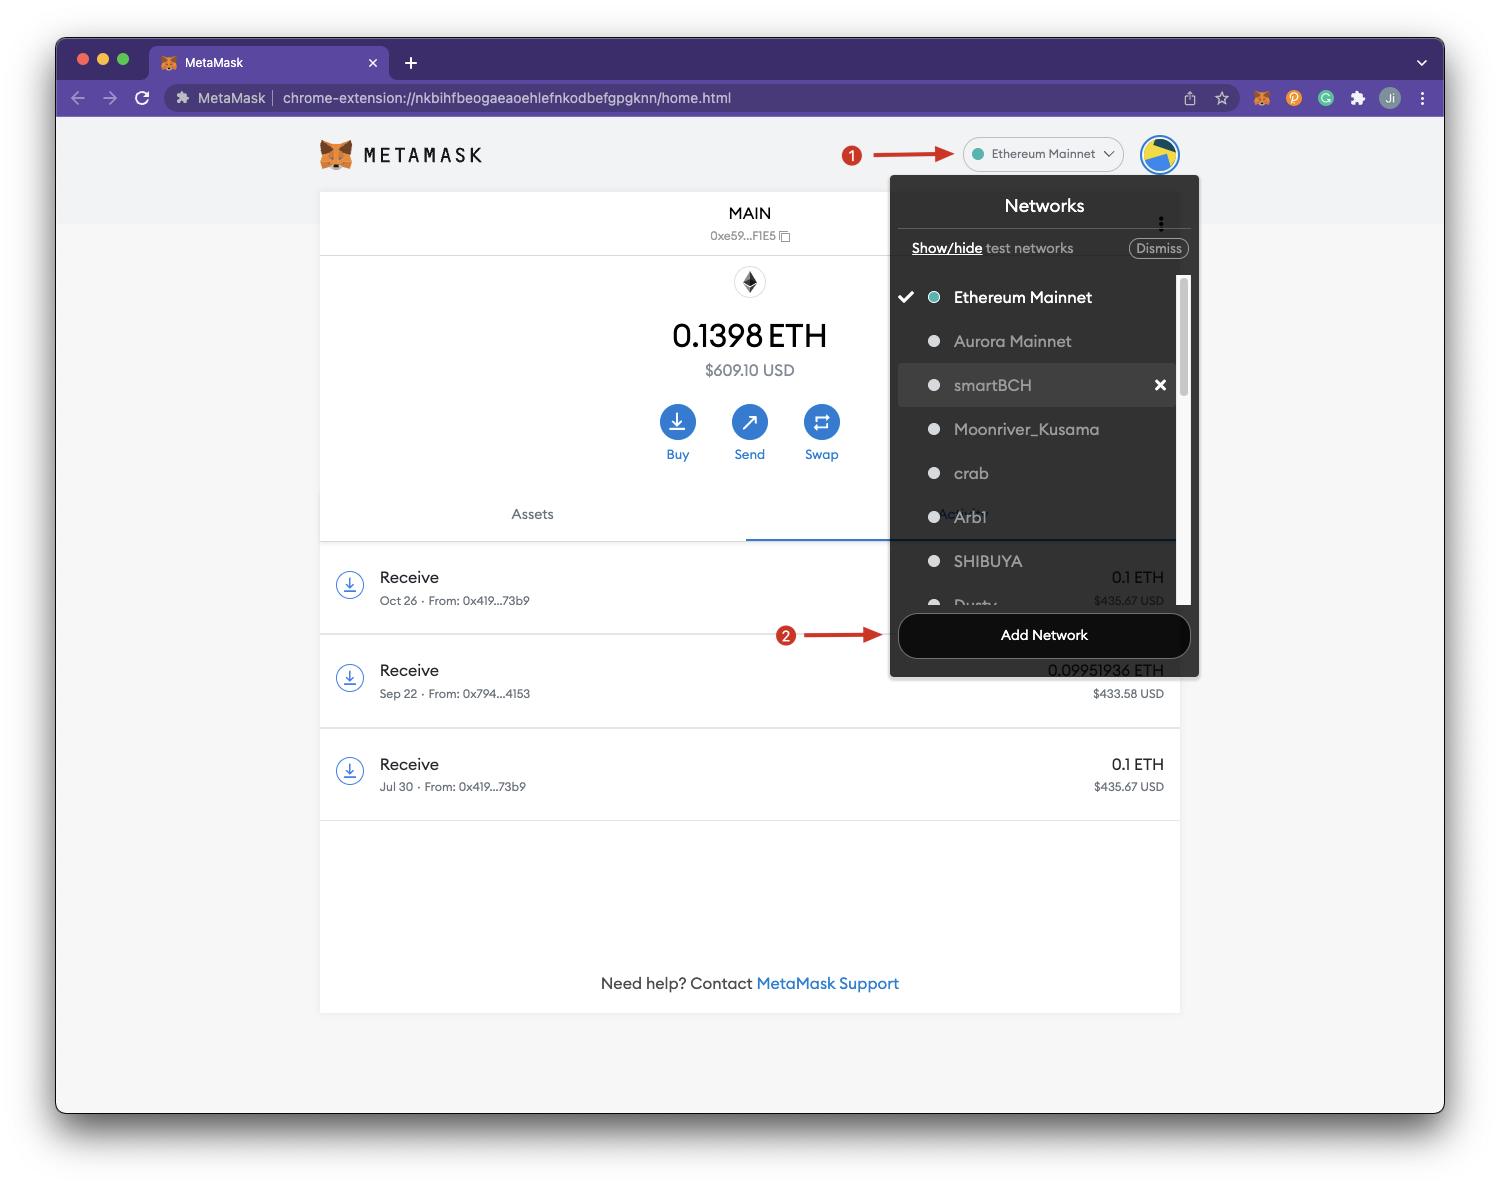 MetaMask
MetaMask chrome-extension://nkbihfbeogaeaoehlefnkodbefgpgknn/home.html Ji
METAMASK
1 Ethereum Mainnet
MAIN
0xe59...F1E5
0.1398 ETH
$609.10 USD
Buy Send Swap
Assets
Networks
Show/hide test networks Dismiss
Ethereum Mainnet
Aurora Mainnet
smartBCH
Moonriver_Kusama
crab
Arb1
SHIBUYA
Dusty
2 Add Network
Receive 0.1 ETH
Oct 26 · From: 0x419...73b9 $435.67 USD
Receive 0.09951936 ETH
Sep 22 · From: 0x794...4153 $433.58 USD
Receive 0.1 ETH
Jul 30 · From: 0x419...73b9 $435.67 USD
Need help? Contact MetaMask Support